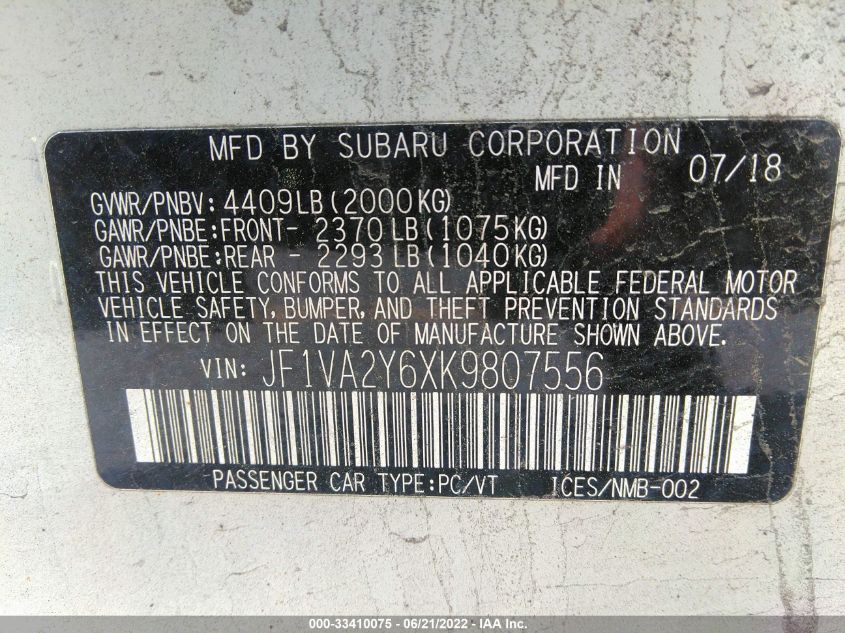 MFD BY SUBARU CORPORATION
MFD IN 07/18
GVWR/PNBV: 4409LB(2000KG)
GAWR/PNBE:FRONT- 2370LB(1075KG)
GAWR/PNBE:REAR - 2293LB(1040KG)
THIS VEHICLE CONFORMS TO ALL APPLICABLE FEDERAL MOTOR
VEHICLE SAFETY, BUMPER, AND THEFT PREVENTION STANDARDS
IN EFFECT ON THE DATE OF MANUFACTURE SHOWN ABOVE.
VIN: JF1VA2Y6XK9807556
PASSENGER CAR TYPE:PC/VT ICES/NMB-002
000-33410075 - 06/21/2022 - IAA Inc.